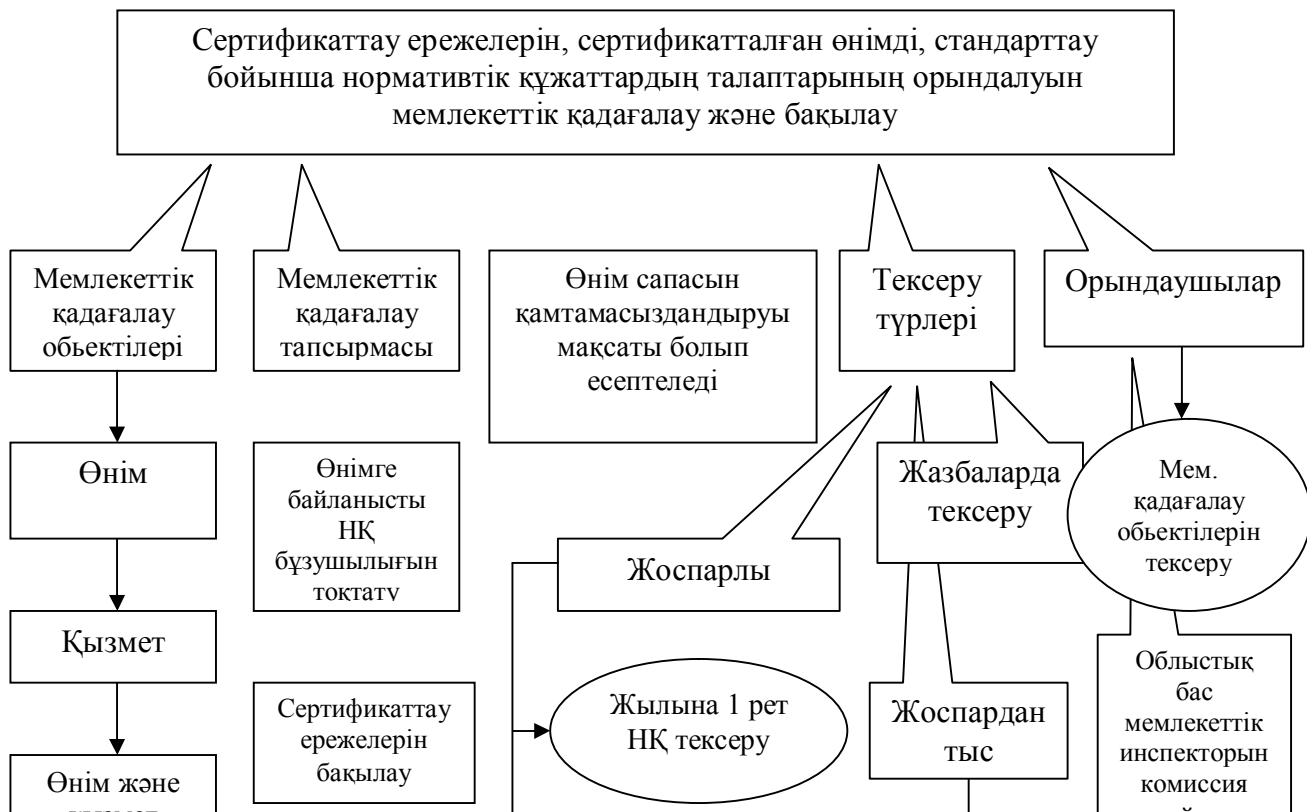 Сертификаттау ережелерін, сертификатталған өнімді, стандарттау
бойынша нормативтік құжаттардың талаптарының орындалуын
мемлекеттік қадағалау және бақылау
Мемлекеттік
қадағалау
обьектілері
Мемлекеттік
қадағалау
тапсырмасы
Өнім сапасын
қамтамасыздандыруы
мақсаты болып
есептеледі
Тексеру
түрлері
Орындаушылар
Өнім
Өнімге
байланысты
НҚ
бұзушылығын
тоқтату
Жазбаларда
тексеру
Мем.
қадағалау
обьектілерін
тексеру
Жоспарлы
Қызмет
Сертификаттау
ережелерін
бақылау
Жылына 1 рет
НҚ тексеру
Жоспардан
тыс
Облыстық
бас
мемлекеттік
инспекторын
комиссия
Өнім және